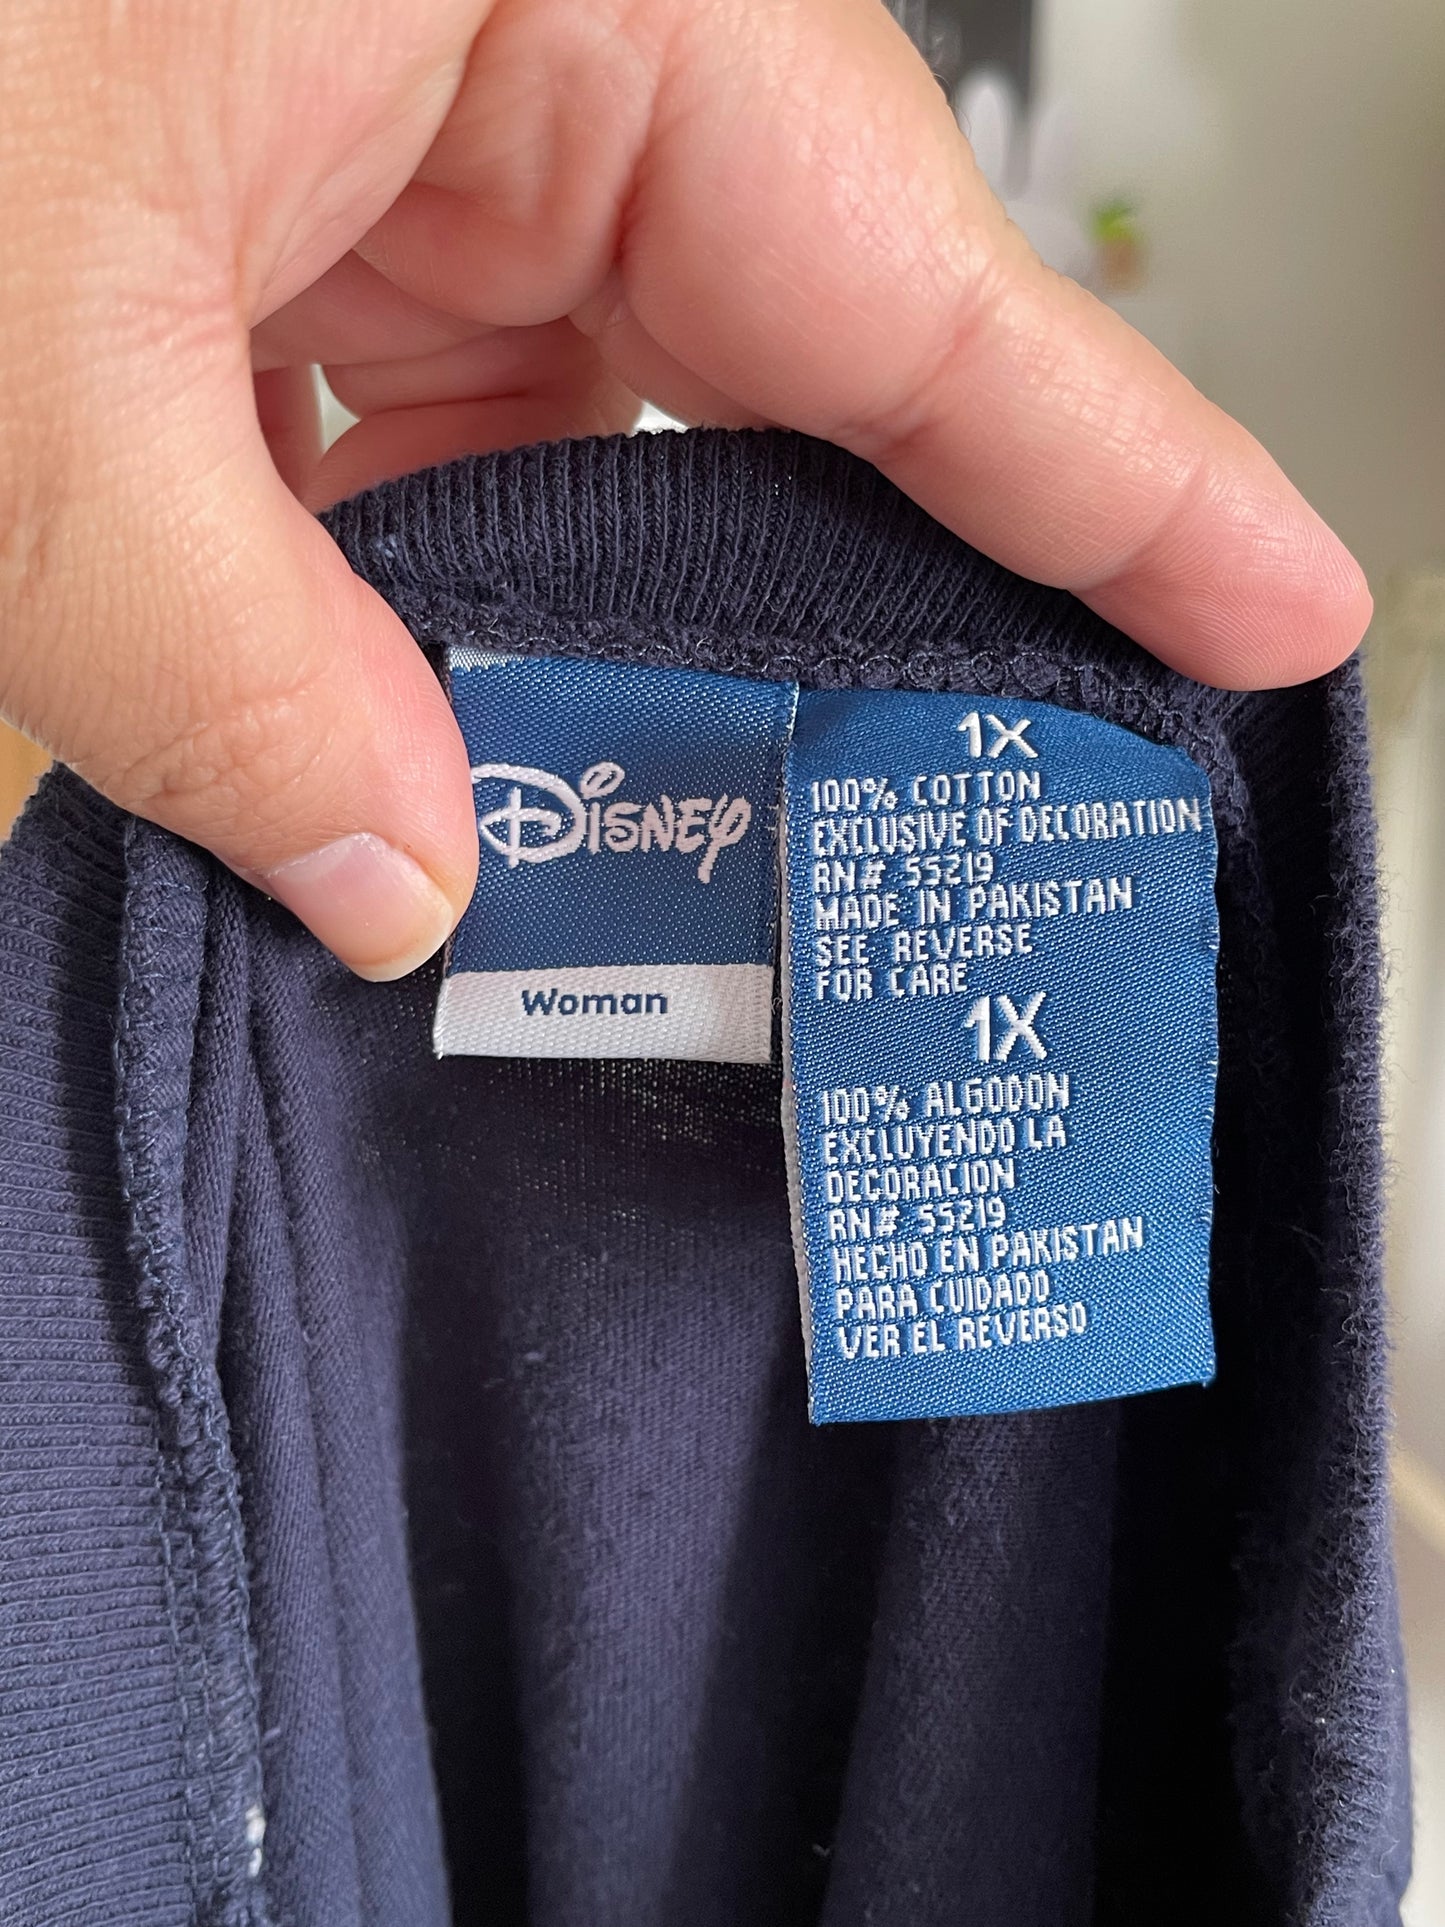 Disney
Woman
1X
100% COTTON
EXCLUSIVE OF DECORATION
RN# 55219
MADE IN PAKISTAN
SEE REVERSE
FOR CARE
1X
100% ALGODON
EXCLUYENDO LA
DECORACION
RN# 55219
HECHO EN PAKISTAN
PARA CUIDADO
VER EL REVERSO